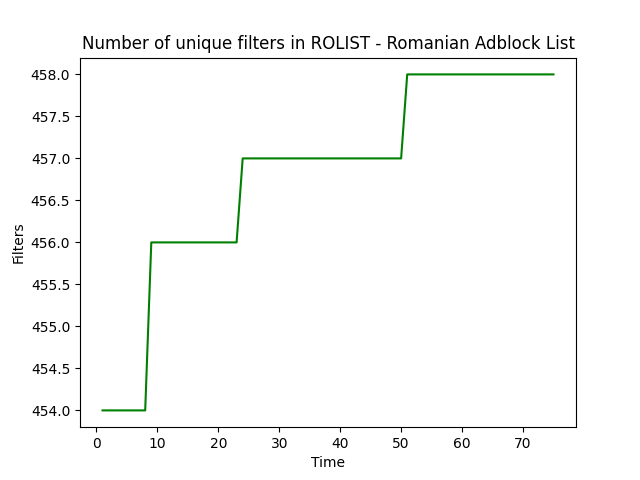 Number of unique filters in ROLIST - Romanian Adblock List
458.0
457.5
457.0
456.5
456.0
455.5
455.0
454.5
454.0
Filters
0 10 20 30 40 50 60 70
Time